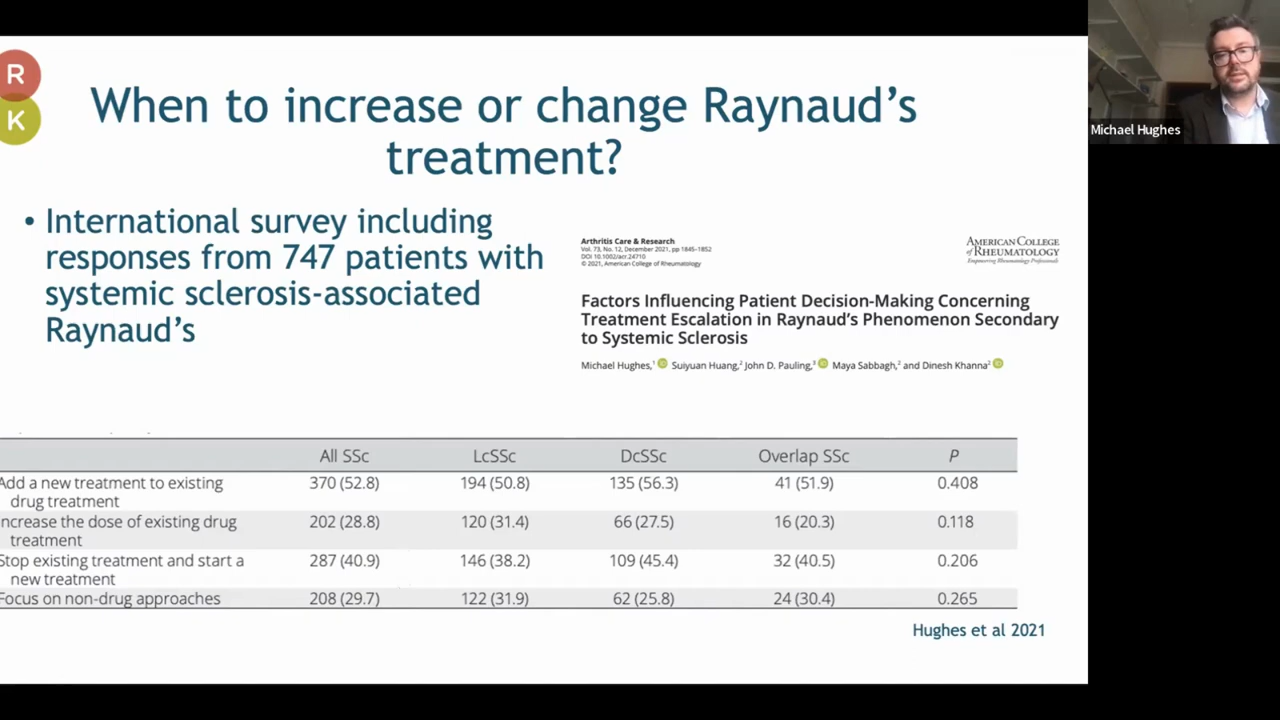 R
K
When to increase or change Raynaud’s
treatment?
• International survey including
responses from 747 patients with
systemic sclerosis-associated
Raynaud’s
Arthritis Care & Research
Vol. 73, No. 12, December 2021, pp 1845–1852
DOI 10.1002/acr.24710
© 2021, American College of Rheumatology
AMERICAN COLLEGE
of RHEUMATOLOGY
Empowering Rheumatology Professionals
Factors Influencing Patient Decision-Making Concerning
Treatment Escalation in Raynaud’s Phenomenon Secondary
to Systemic Sclerosis
Michael Hughes,1 iD Suiyuan Huang,2 John D. Pauling,3 iD Maya Sabbagh,2 and Dinesh Khanna2 iD
All SSc LcSSc DcSSc Overlap SSc P
Add a new treatment to existing
drug treatment
370 (52.8) 194 (50.8) 135 (56.3) 41 (51.9) 0.408
ncrease the dose of existing drug
treatment
202 (28.8) 120 (31.4) 66 (27.5) 16 (20.3) 0.118
Stop existing treatment and start a
new treatment
287 (40.9) 146 (38.2) 109 (45.4) 32 (40.5) 0.206
Focus on non-drug approaches 208 (29.7) 122 (31.9) 62 (25.8) 24 (30.4) 0.265
Hughes et al 2021
Michael Hughes